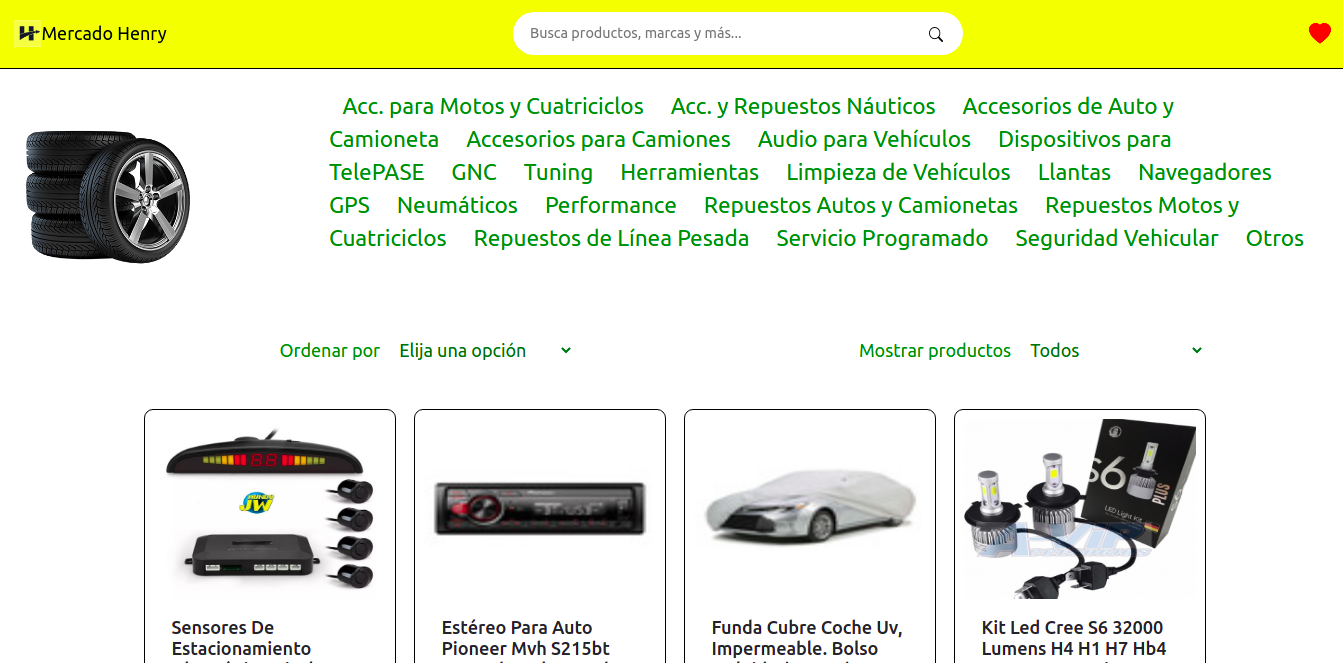 Mercado Henry
Busca productos, marcas y más...
Acc. para Motos y Cuatriciclos Acc. y Repuestos Náuticos Accesorios de Auto y
Camioneta Accesorios para Camiones Audio para Vehículos Dispositivos para
TelePASE GNC Tuning Herramientas Limpieza de Vehículos Llantas Navegadores
GPS Neumáticos Performance Repuestos Autos y Camionetas Repuestos Motos y
Cuatriciclos Repuestos de Línea Pesada Servicio Programado Seguridad Vehicular Otros
Ordenar por Elija una opción
Mostrar productos Todos
88
JW
Pioneer
S6
PLUS
LED Light Kit
Sensores De
Estacionamiento
Estéreo Para Auto
Pioneer Mvh S215bt
Funda Cubre Coche Uv,
Impermeable. Bolso
Kit Led Cree S6 32000
Lumens H4 H1 H7 Hb4